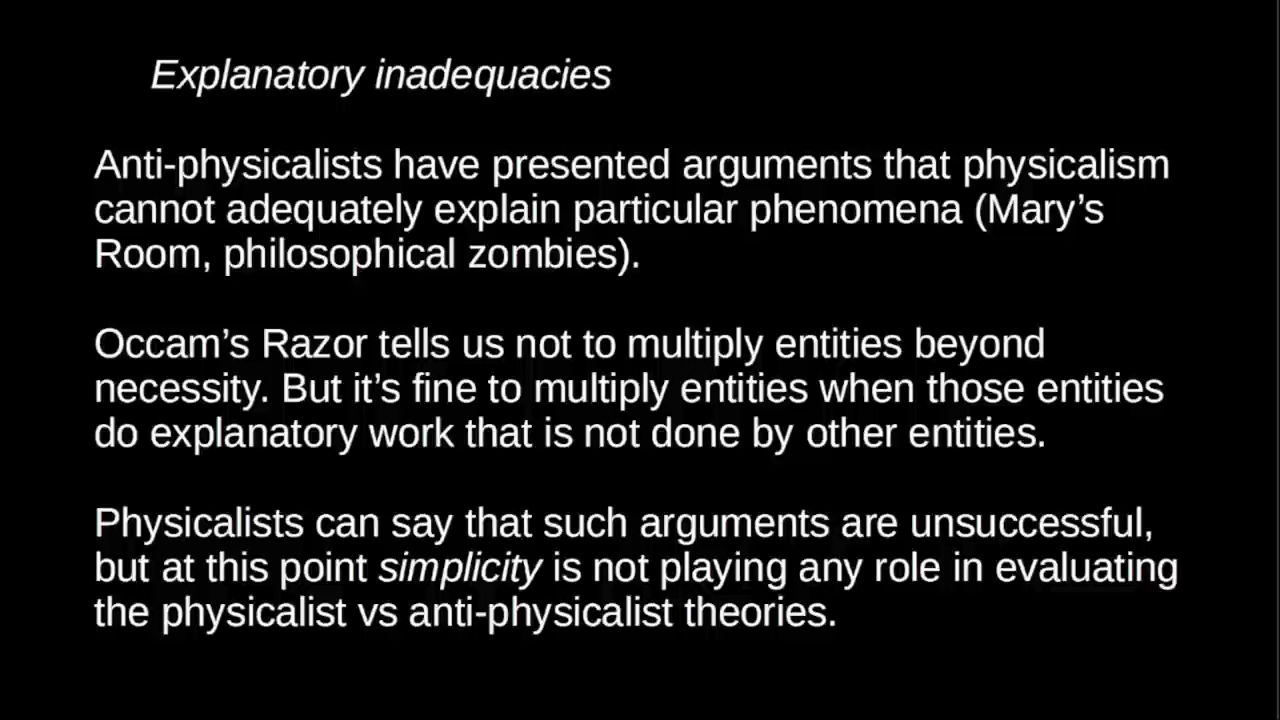 Explanatory inadequacies
Anti-physicalists have presented arguments that physicalism
cannot adequately explain particular phenomena (Mary’s
Room, philosophical zombies).
Occam’s Razor tells us not to multiply entities beyond
necessity. But it’s fine to multiply entities when those entities
do explanatory work that is not done by other entities.
Physicalists can say that such arguments are unsuccessful,
but at this point simplicity is not playing any role in evaluating
the physicalist vs anti-physicalist theories.